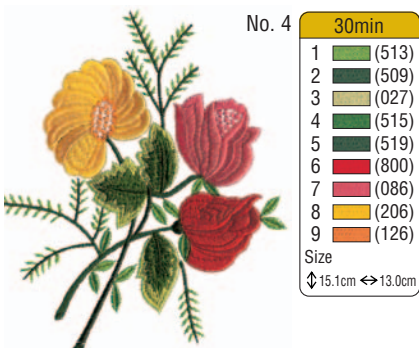 No. 4
30min
1 (513)
2 (509)
3 (027)
4 (515)
5 (519)
6 (800)
7 (086)
8 (206)
9 (126)
Size
↕15.1cm ↔13.0cm